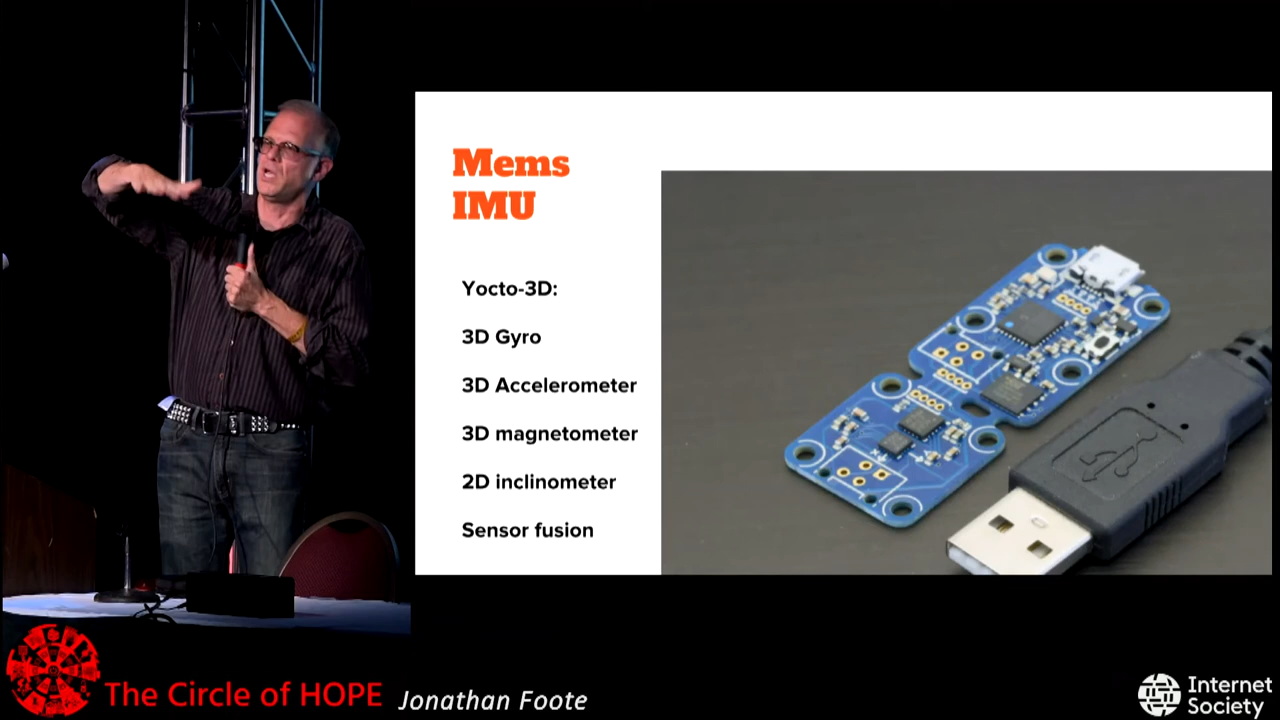 Mems
IMU
Yocto-3D:
3D Gyro
3D Accelerometer
3D magnetometer
2D inclinometer
Sensor fusion
The Circle of HOPE
Jonathan Foote
Internet
Society